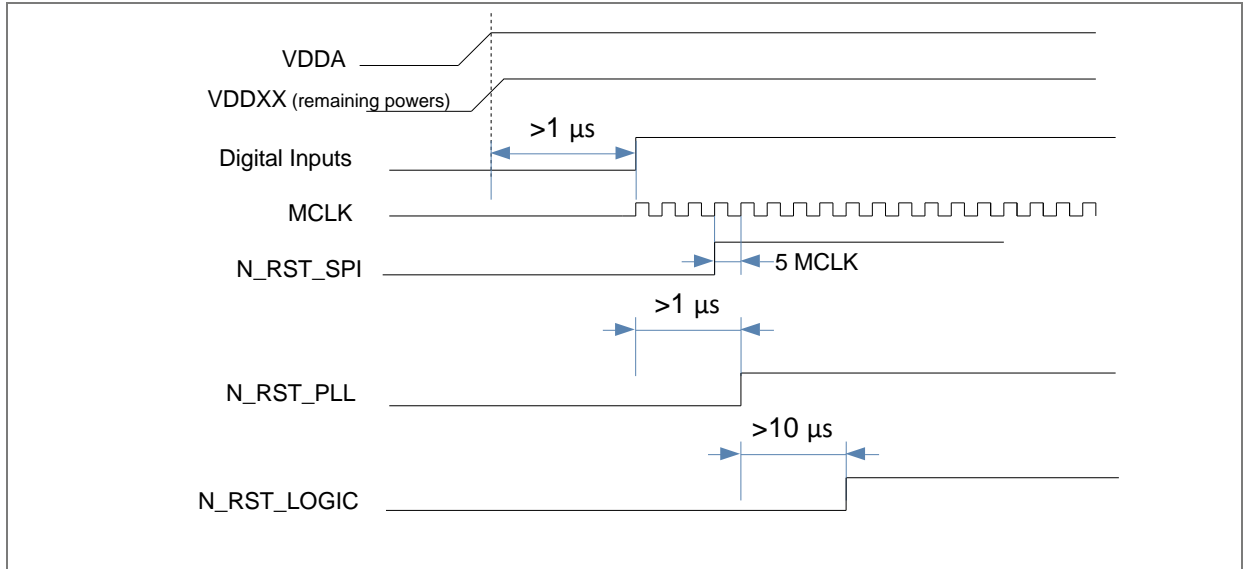 VDDA
VDDXX (remaining powers)
>1 μs
Digital Inputs
MCLK
N_RST_SPI
5 MCLK
>1 μs
N_RST_PLL
>10 μs
N_RST_LOGIC